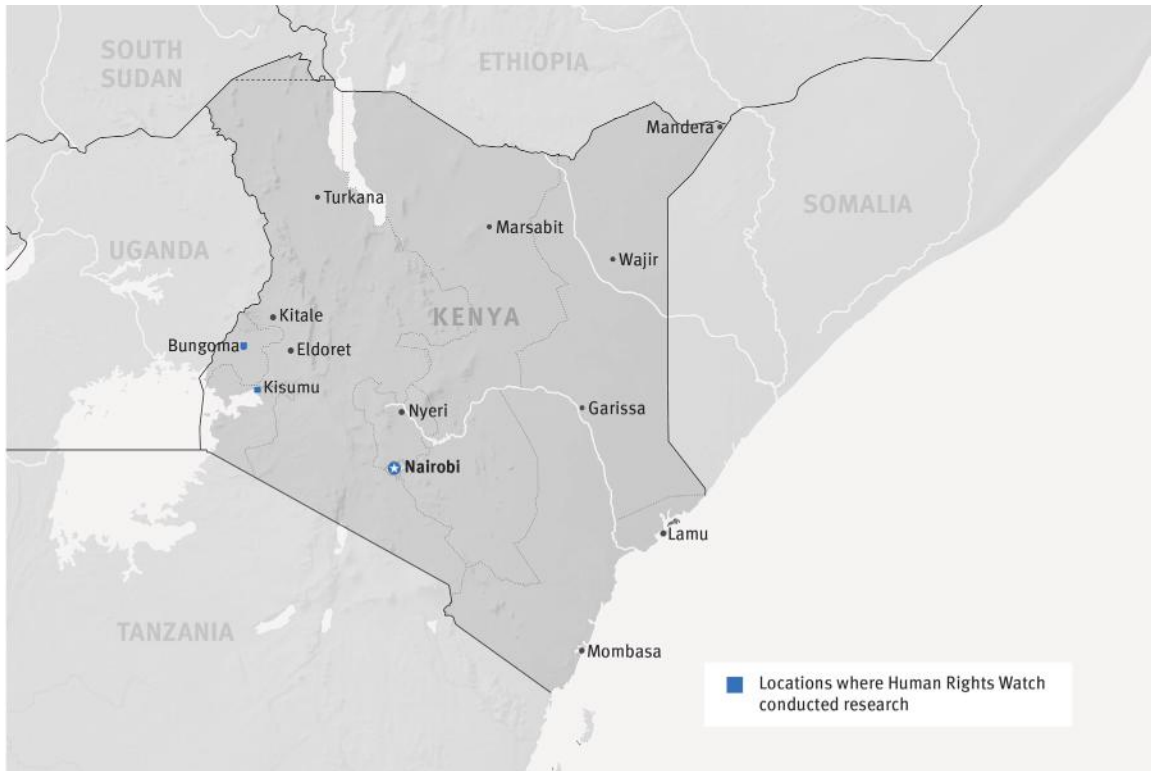 SOUTH
SUDAN
ETHIOPIA
Mandera
Turkana
SOMALIA
Marsabit
UGANDA
Wajir
Kitale
KENYA
Bungoma
Eldoret
Kisumu
Nyeri
Garissa
Nairobi
Lamu
TANZANIA
Mombasa
Locations where Human Rights Watch
conducted research